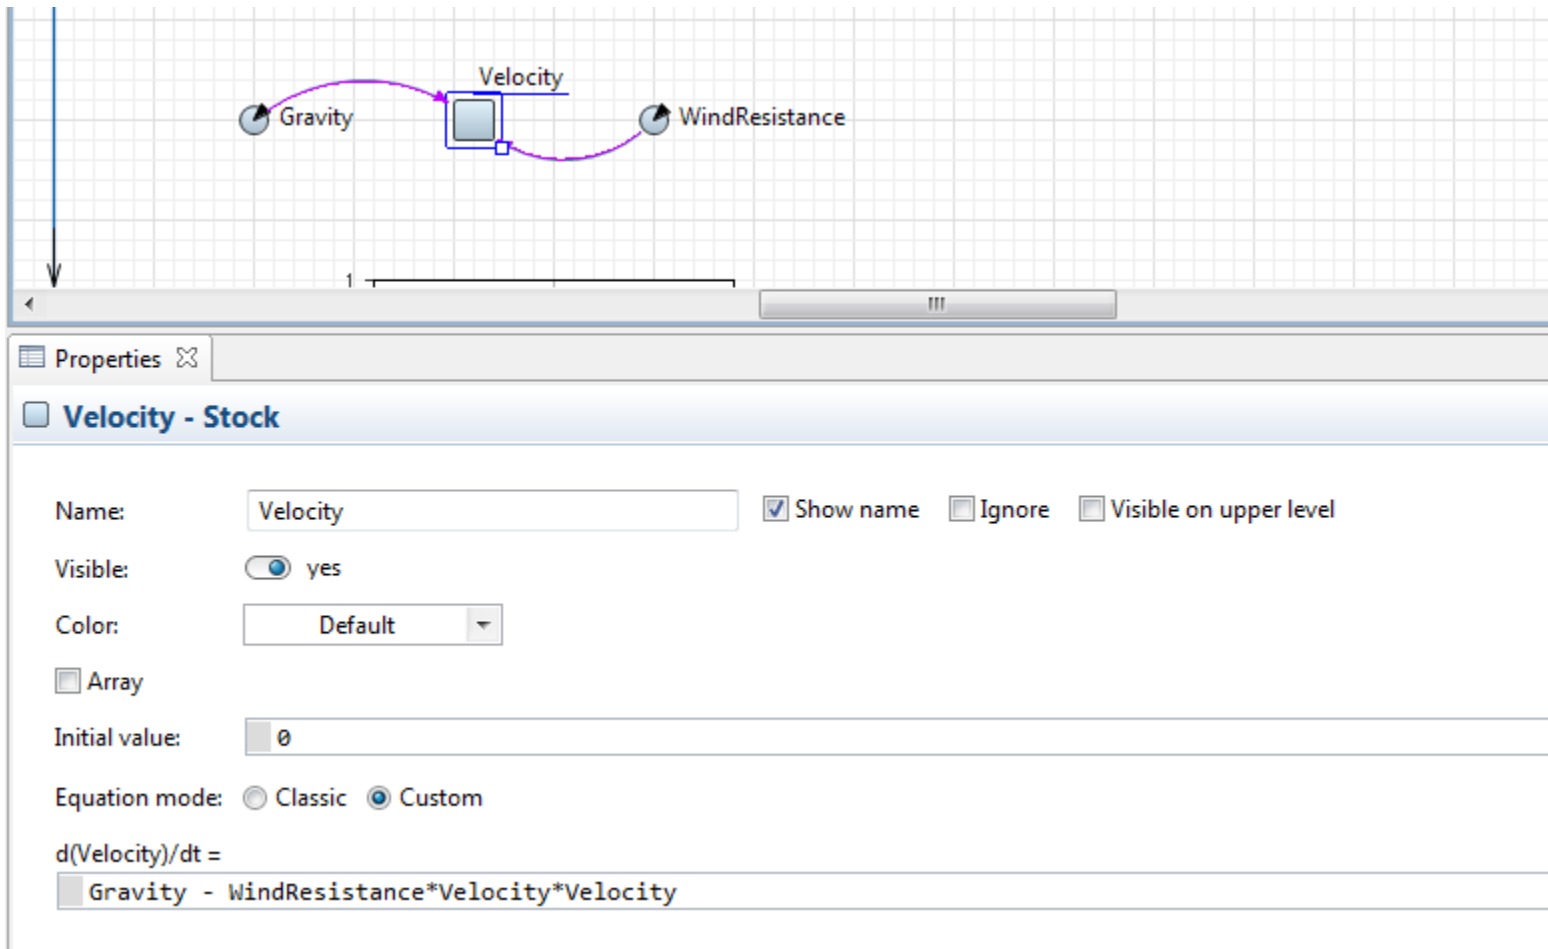 Velocity
Gravity
WindResistance
1
Properties
Velocity - Stock
Name: Velocity Show name Ignore Visible on upper level
Visible: yes
Color: Default
Array
Initial value: 0
Equation mode: Classic Custom
d(Velocity)/dt =
Gravity - WindResistance*Velocity*Velocity